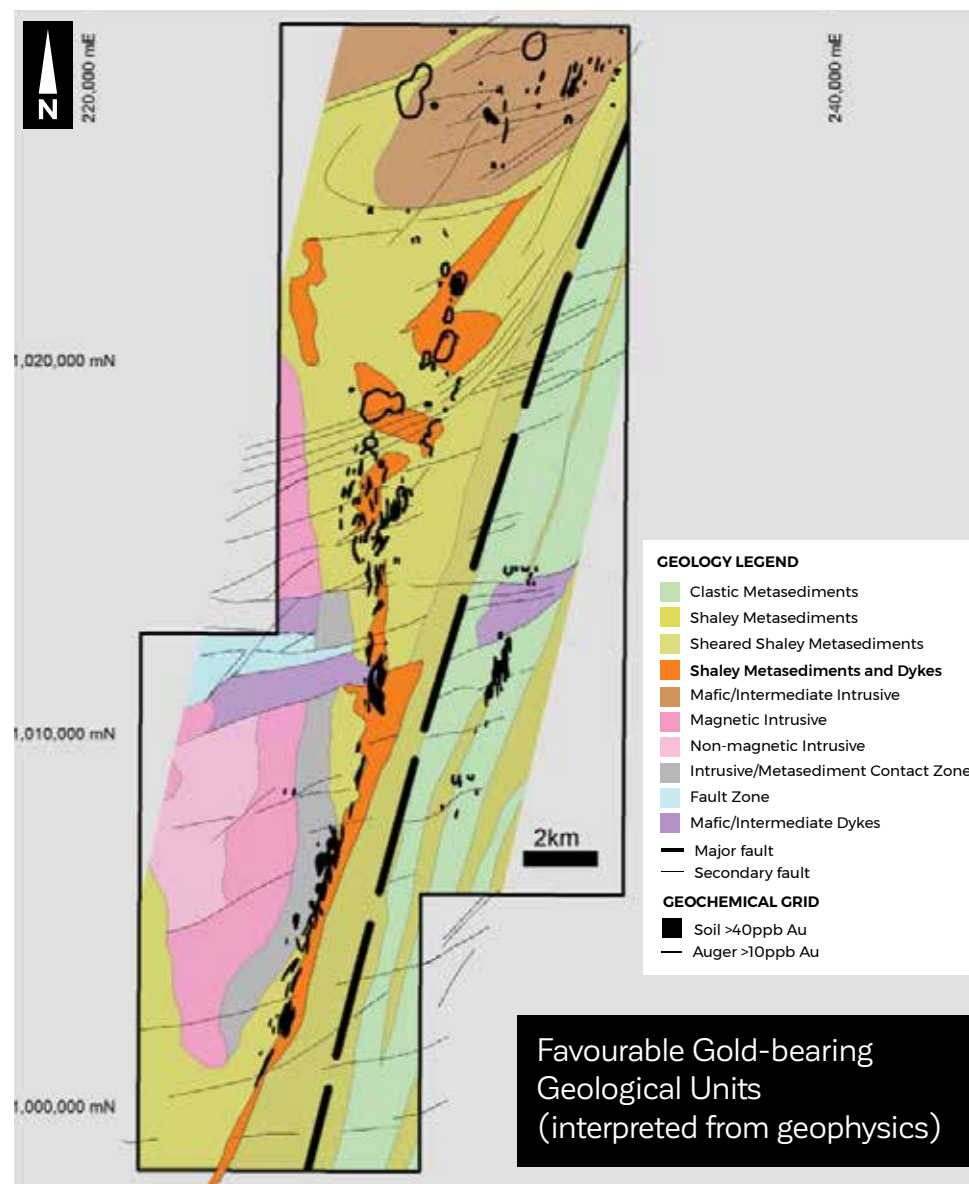 N
220,000 mE
240,000 mE
1,020,000 mN
1,010,000 mN
1,000,000 mN
2km
GEOLOGY LEGEND
Clastic Metasediments
Shaley Metasediments
Sheared Shaley Metasediments
Shaley Metasediments and Dykes
Mafic/Intermediate Intrusive
Magnetic Intrusive
Non-magnetic Intrusive
Intrusive/Metasediment Contact Zone
Fault Zone
Mafic/Intermediate Dykes
Major fault
Secondary fault
GEOCHEMICAL GRID
Soil >40ppb Au
Auger >10ppb Au
Favourable Gold-bearing
Geological Units
(interpreted from geophysics)